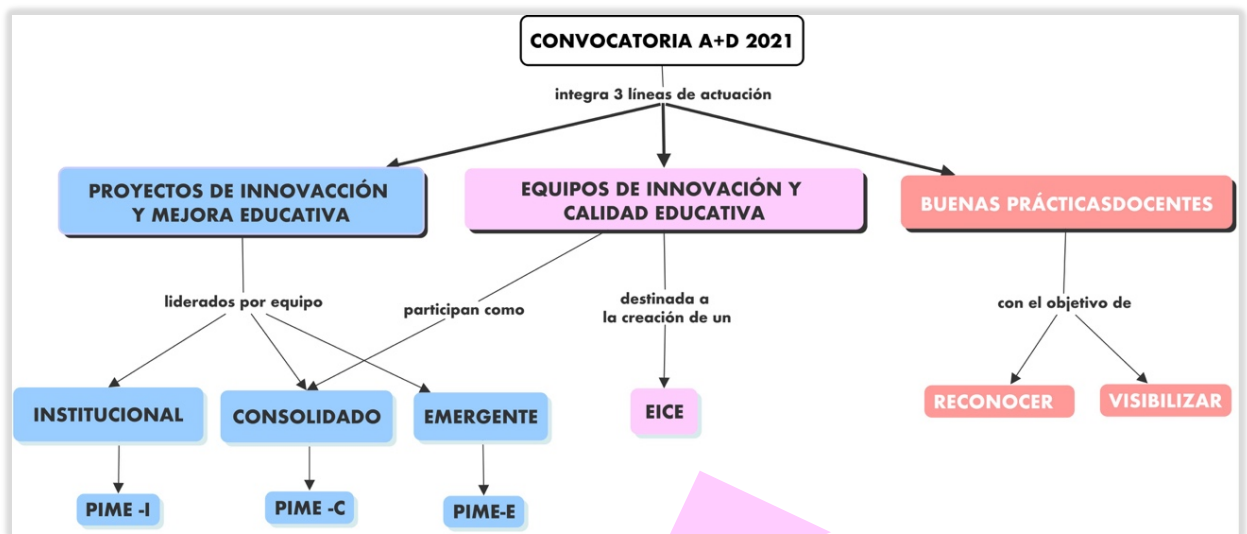 CONVOCATORIA A+D 2021
integra 3 líneas de actuación
PROYECTOS DE INNOVACCIÓN
Y MEJORA EDUCATIVA
EQUIPOS DE INNOVACIÓN Y
CALIDAD EDUCATIVA
BUENAS PRÁCTICASDOCENTES
liderados por equipo
participan como
destinada a
la creación de un
con el objetivo de
INSTITUCIONAL
CONSOLIDADO
EMERGENTE
EICE
RECONOCER
VISIBILIZAR
PIME -I
PIME -C
PIME-E